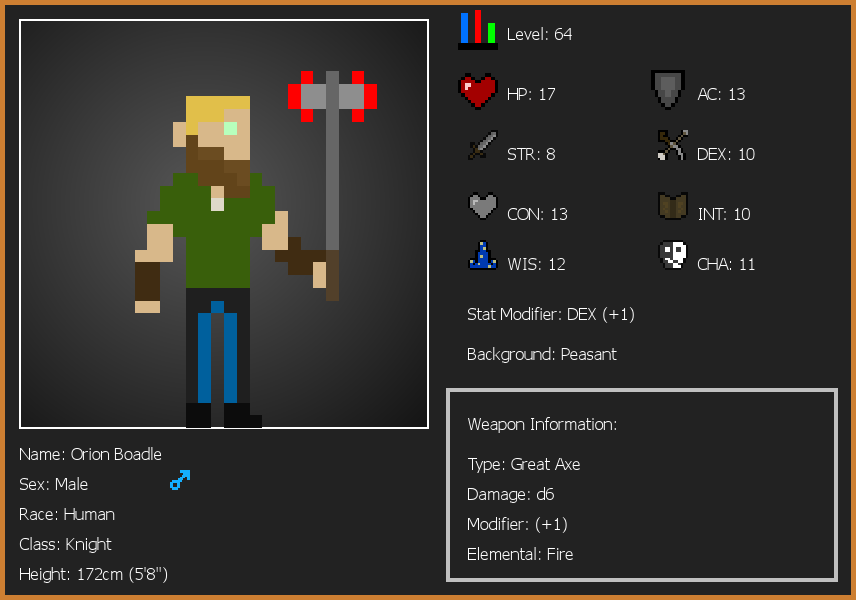 Level: 64
HP: 17
AC: 13
STR: 8
DEX: 10
CON: 13
INT: 10
WIS: 12
CHA: 11
Stat Modifier: DEX (+1)
Background: Peasant
Weapon Information:
Type: Great Axe
Damage: d6
Modifier: (+1)
Elemental: Fire
Name: Orion Boadle
Sex: Male
Race: Human
Class: Knight
Height: 172cm (5'8")